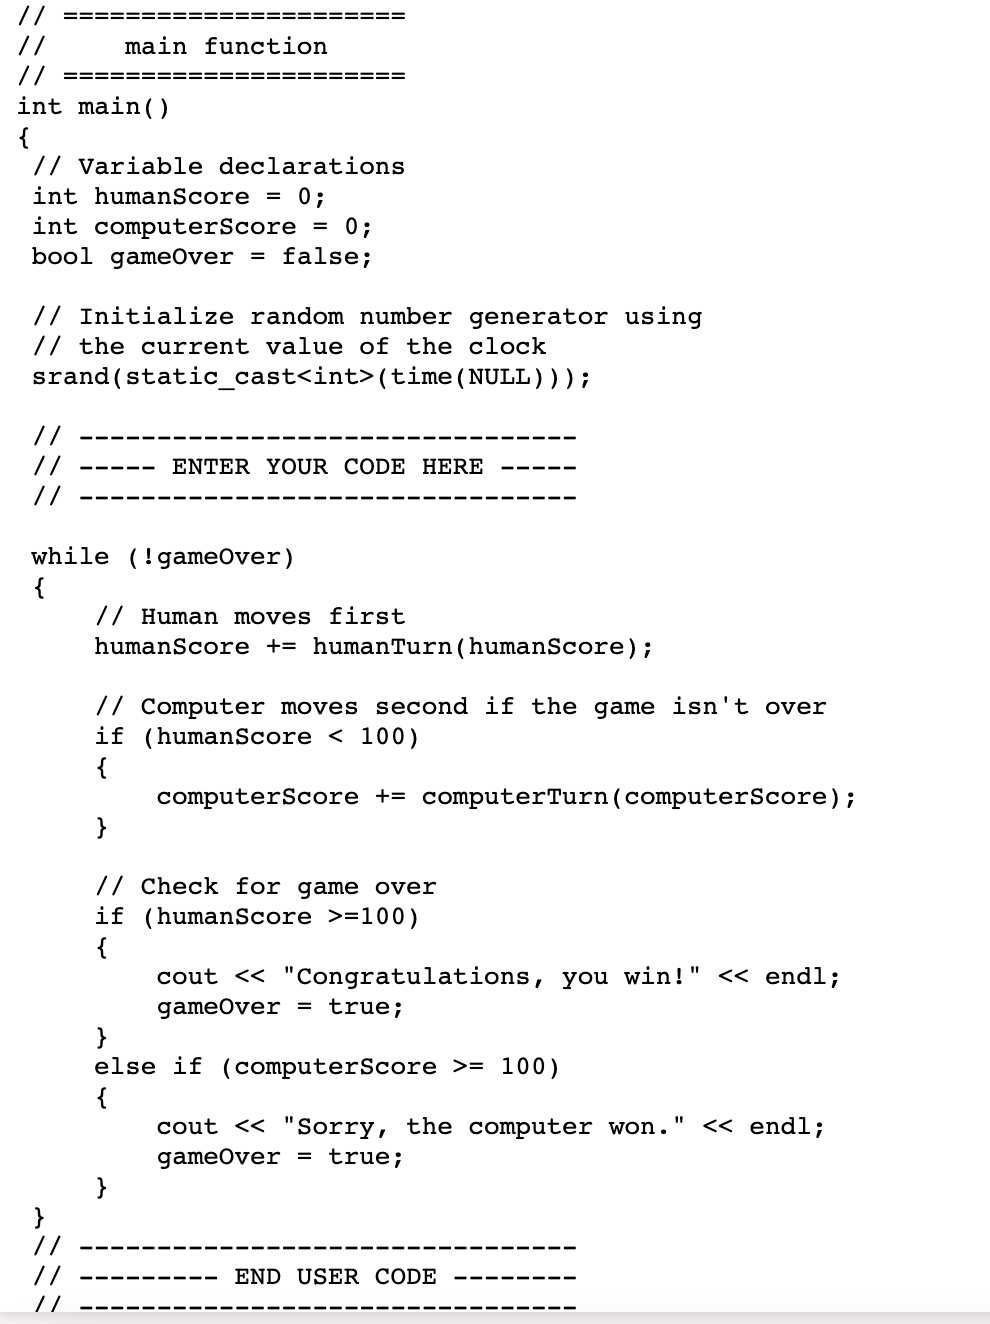 // ======================
//     main function
// ======================
int main()
{
 // Variable declarations
 int humanScore = 0;
 int computerScore = 0;
 bool gameOver = false;

 // Initialize random number generator using
 // the current value of the clock
 srand(static_cast<int>(time(NULL)));

 // --------------------------------
 // ----- ENTER YOUR CODE HERE -----
 // --------------------------------

 while (!gameOver)
 {
     // Human moves first
     humanScore += humanTurn(humanScore);

     // Computer moves second if the game isn't over
     if (humanScore < 100)
     {
         computerScore += computerTurn(computerScore);
     }

     // Check for game over
     if (humanScore >=100)
     {
         cout << "Congratulations, you win!" << endl;
         gameOver = true;
     }
     else if (computerScore >= 100)
     {
         cout << "Sorry, the computer won." << endl;
         gameOver = true;
     }
 }
 // --------------------------------
 // --------- END USER CODE --------
 // --------------------------------